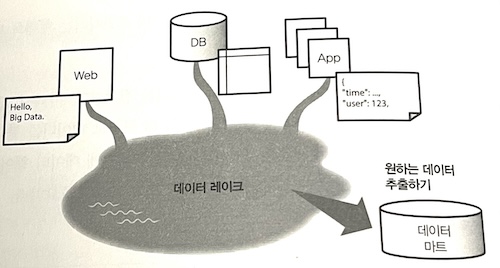 DB
App
Web
{
"time": ...,
"user": 123,
Hello,
Big Data.
원하는 데이터
추출하기
데이터 레이크
데이터
마트